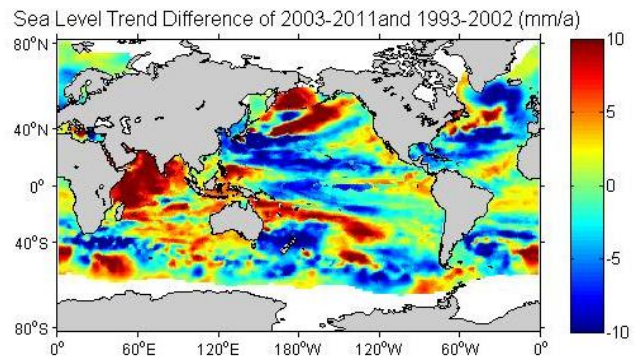 Sea Level Trend Difference of 2003-2011and 1993-2002 (mm/a)
80°N
40°N
0°
40°S
80°S
0°
60°E
120°E
180°W
120°W
60°W
0°
10
5
0
-5
-10